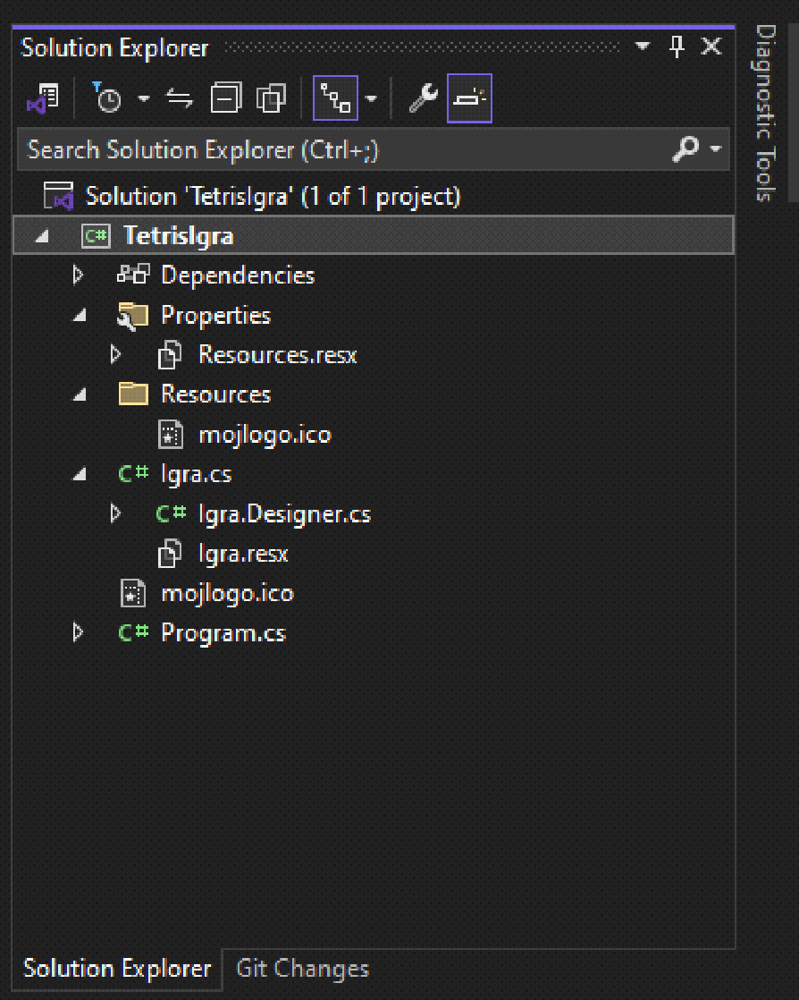 Solution Explorer
Diagnostic Tools
Search Solution Explorer (Ctrl+;)
Solution 'TetrisIgra' (1 of 1 project)
C# TetrisIgra
Dependencies
Properties
Resources.resx
Resources
mojlogo.ico
C# Igra.cs
C# Igra.Designer.cs
Igra.resx
mojlogo.ico
C# Program.cs
Solution Explorer Git Changes